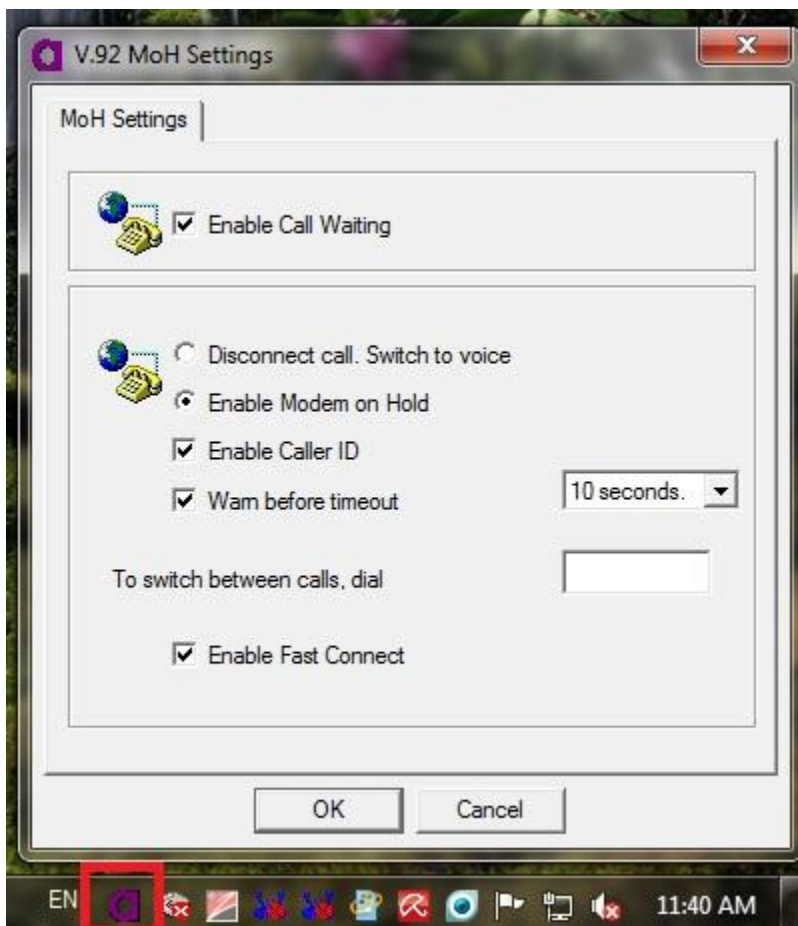 V.92 MoH Settings
MoH Settings
Enable Call Waiting
Disconnect call. Switch to voice
Enable Modem on Hold
Enable Caller ID
Warn before timeout 10 seconds.
To switch between calls, dial
Enable Fast Connect
OK Cancel
EN 11:40 AM